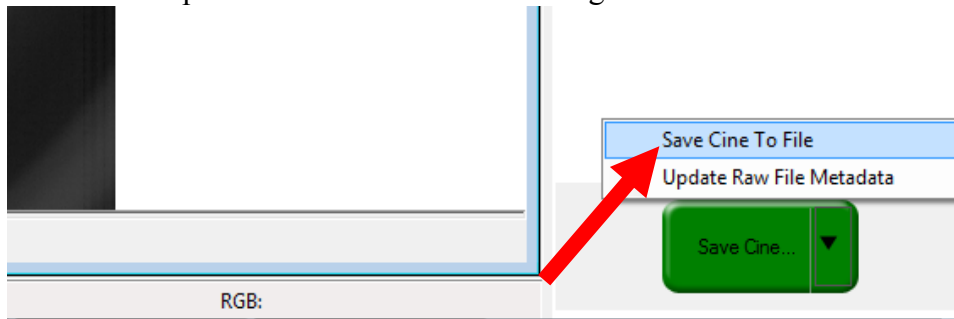 Save Cine To File
Update Raw File Metadata
Save Cine...
RGB: